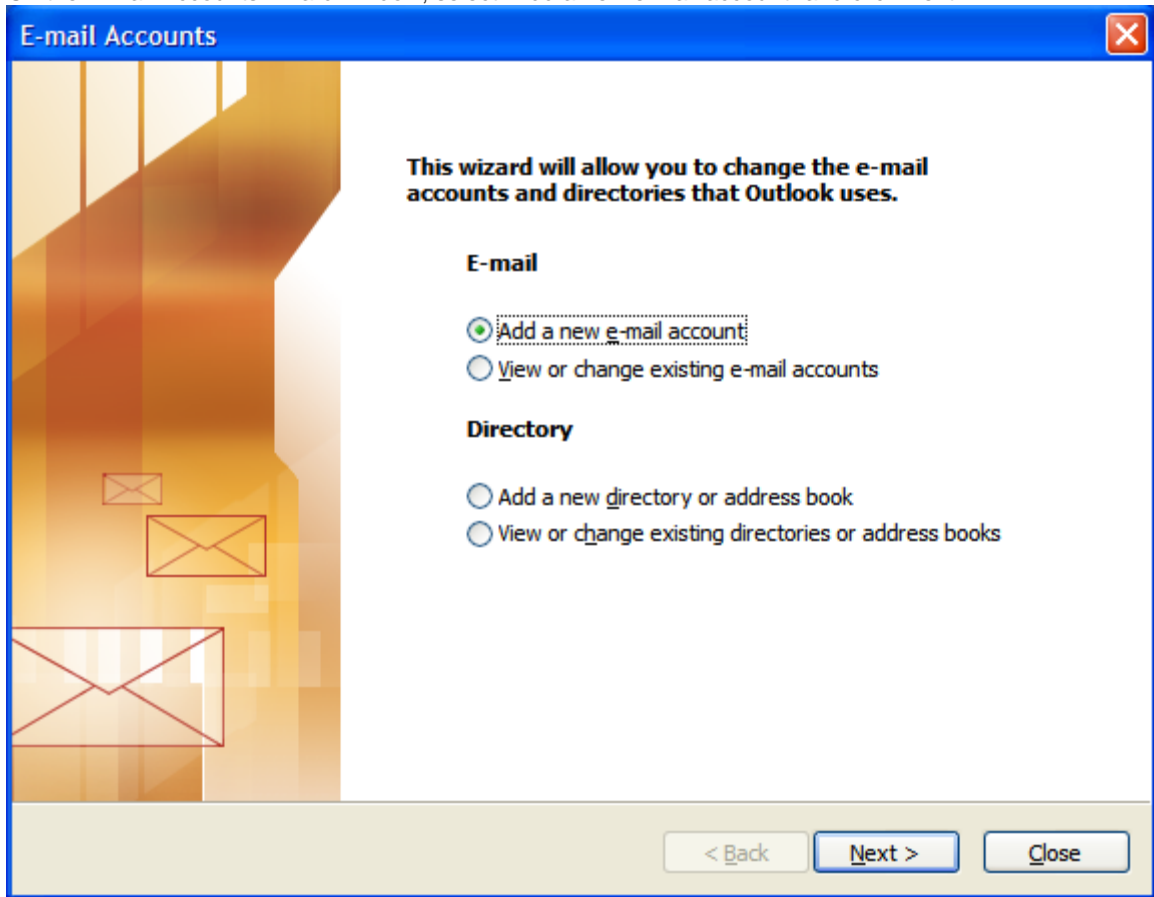 E-mail Accounts
This wizard will allow you to change the e-mail
accounts and directories that Outlook uses.
E-mail
Add a new e-mail account
View or change existing e-mail accounts
Directory
Add a new directory or address book
View or change existing directories or address books
< Back
Next >
Close